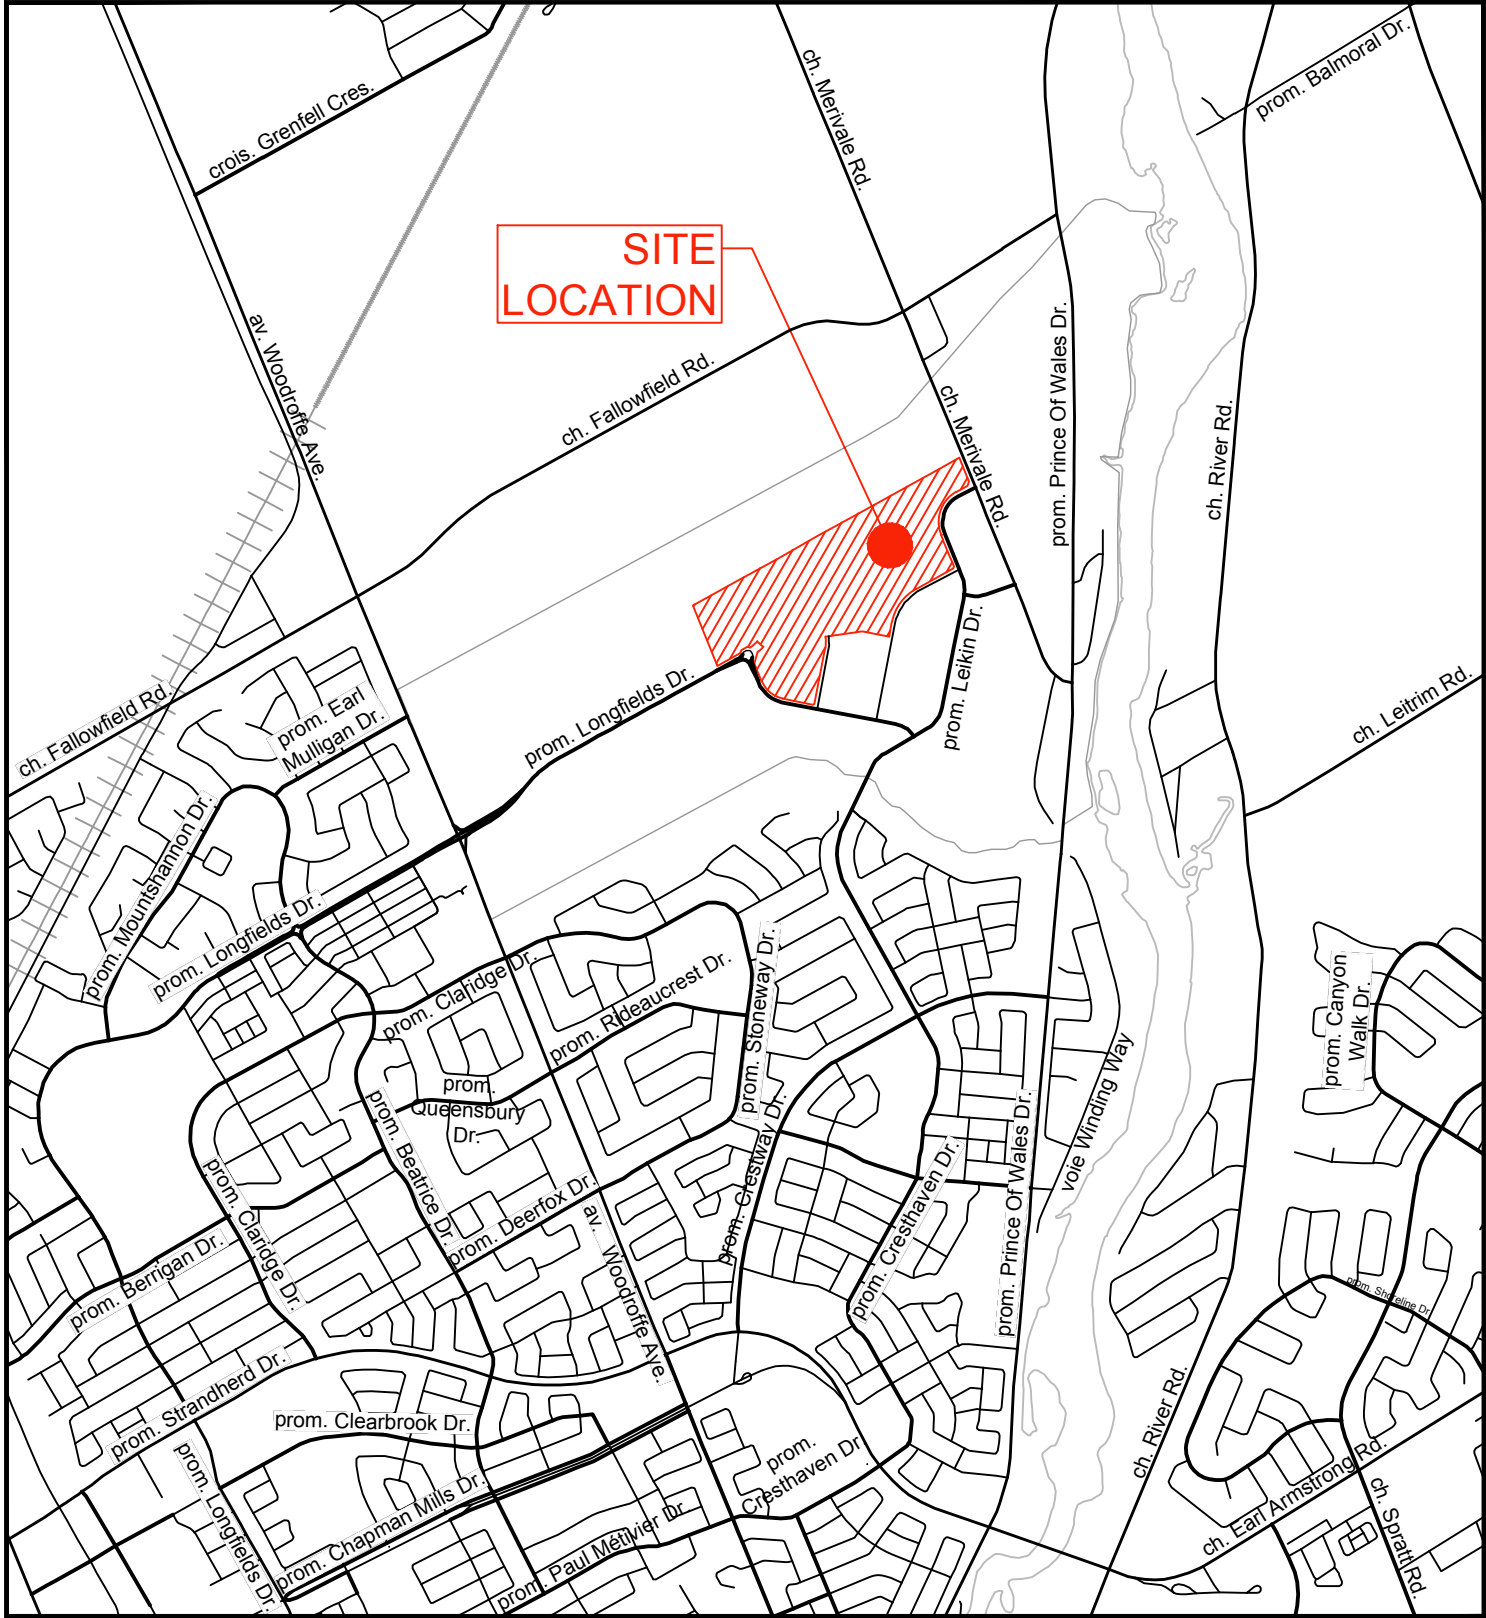 ch. Merivale Rd.
prom. Balmoral Dr.
crois. Grenfell Cres.
SITE
LOCATION
av. Woodroffe Ave.
ch. Fallowfield Rd.
prom. Prince Of Wales Dr.
ch. Merivale Rd.
ch. River Rd.
prom. Leikin Dr.
prom. Longfields Dr.
ch. Fallowfield Rd.
prom. Earl
Mulligan Dr.
ch. Leitrim Rd.
prom. Mountshannon Dr.
prom. Longfields Dr.
prom. Claridge Dr.
prom. Rideaucrest Dr.
prom. Stoneway Dr.
prom. Canyon
Walk Dr.
prom.
Queensbury
Dr.
prom. Beatrice Dr.
prom. Crestway Dr.
prom. Prince Of Wales Dr.
voie Winding Way
prom. Claridge Dr.
prom. Deerfox Dr.
prom. Cresthaven Dr.
prom. Berrigan Dr.
av. Woodroffe Ave.
prom. Shoreline Dr.
prom. Strandherd Dr.
prom. Clearbrook Dr.
ch. River Rd.
prom.
Cresthaven Dr.
prom. Longfields Dr.
prom. Chapman Mills Dr.
prom. Paul Métivier Dr.
ch. Earl Armstrong Rd.
ch. Spratt Rd.